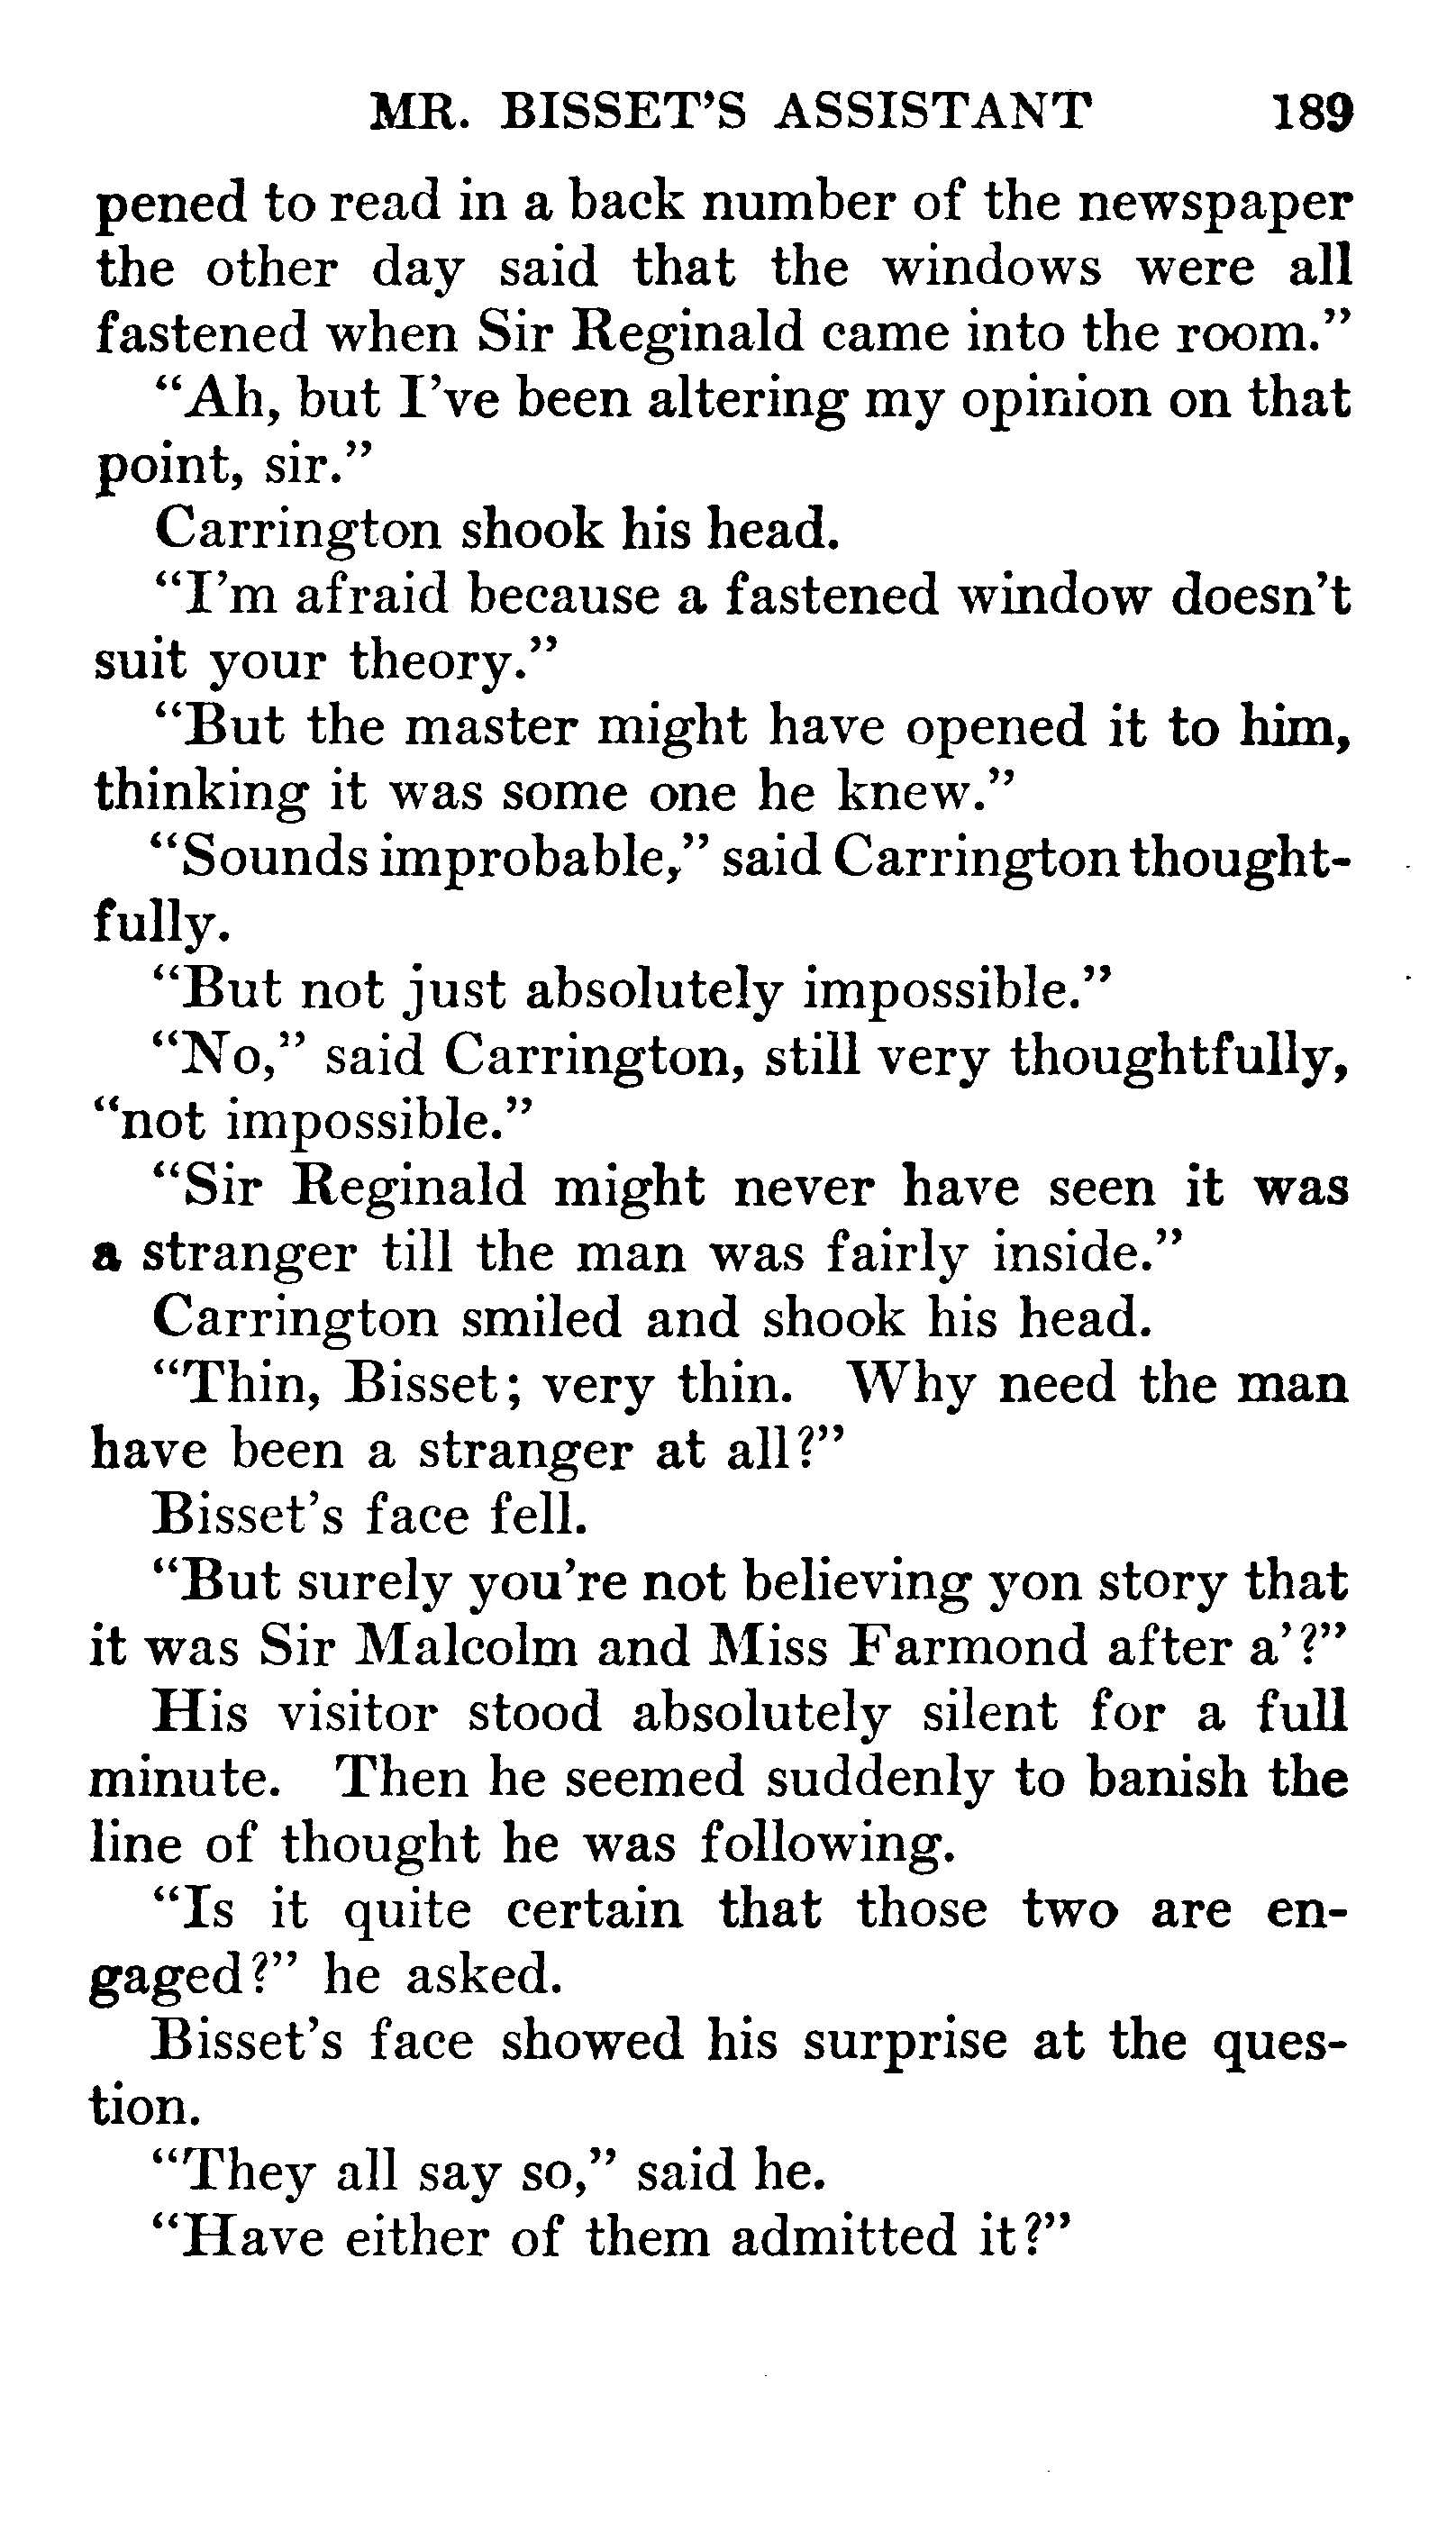 MR. BISSET'S ASSISTANT 189
pened to read in a back number of the newspaper
the other day said that the windows were all
fastened when Sir Reginald came into the room."
"Ah, but I've been altering my opinion on that
point, sir."
Carrington shook his head.
"I'm afraid because a fastened window doesn't
suit your theory."
"But the master might have opened it to him,
thinking it was some one he knew."
"Sounds improbable," said Carrington thought-
fully.
"But not just absolutely impossible."
"No," said Carrington, still very thoughtfully,
"not impossible."
"Sir Reginald might never have seen it was
a stranger till the man was fairly inside."
Carrington smiled and shook his head.
"Thin, Bisset; very thin. Why need the man
have been a stranger at all?"
Bisset's face fell.
"But surely you're not believing yon story that
it was Sir Malcolm and Miss Farmond after a'?"
His visitor stood absolutely silent for a full
minute. Then he seemed suddenly to banish the
line of thought he was following.
"Is it quite certain that those two are en-
gaged?" he asked.
Bisset's face showed his surprise at the ques-
tion.
"They all say so," said he.
"Have either of them admitted it?"